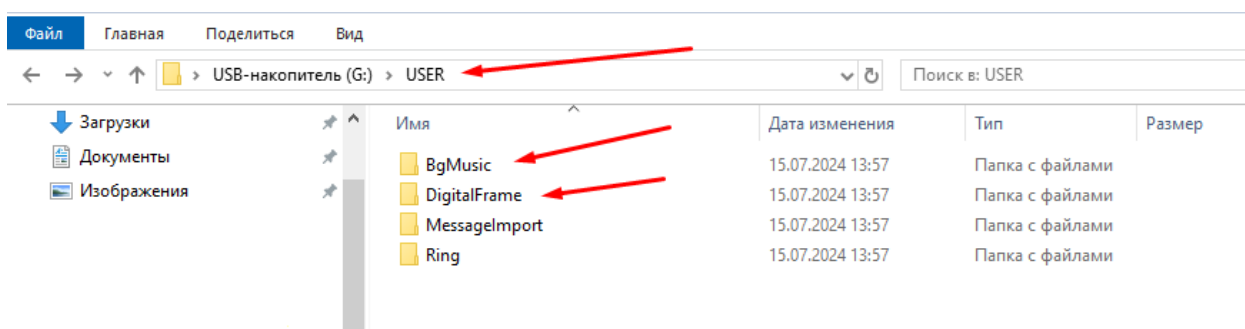 Файл Главная Поделиться Вид
USB-накопитель (G:) USER Поиск в: USER
Загрузки Имя Дата изменения Тип Размер
Документы BgMusic 15.07.2024 13:57 Папка с файлами
Изображения DigitalFrame 15.07.2024 13:57 Папка с файлами
MessageImport 15.07.2024 13:57 Папка с файлами
Ring 15.07.2024 13:57 Папка с файлами